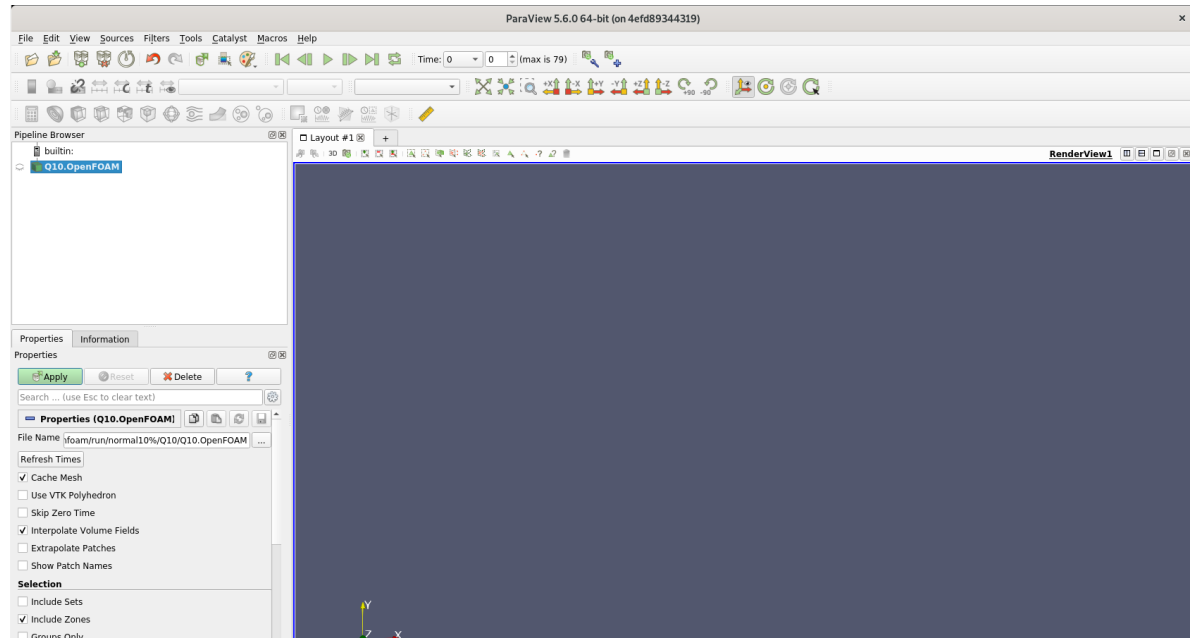 ParaView 5.6.0 64-bit (on 4efd89344319)
File Edit View Sources Filters Tools Catalyst Macros Help
Time: 0 0 (max is 79)
+X -X +Y -Y +Z -Z +90 -90
Pipeline Browser
Layout #1 +
builtin:
3D
RenderView1
Q10.OpenFOAM
Properties Information
Properties
Apply Reset Delete ?
Search ... (use Esc to clear text)
Properties (Q10.OpenFOAM)
File Name nfoam/run/normal10%/Q10/Q10.OpenFOAM ...
Refresh Times
Cache Mesh
Use VTK Polyhedron
Skip Zero Time
Interpolate Volume Fields
Extrapolate Patches
Show Patch Names
Selection
Include Sets
Include Zones
Groups Only
Y
Z X